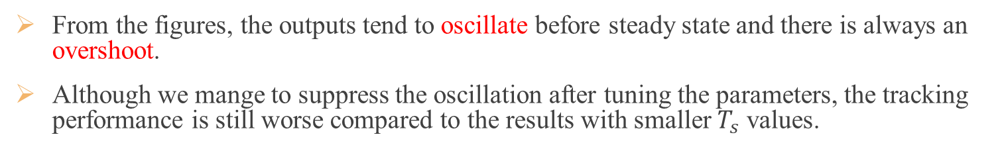 From the figures, the outputs tend to oscillate before steady state and there is always an
overshoot.
Although we mange to suppress the oscillation after tuning the parameters, the tracking
performance is still worse compared to the results with smaller Tₛ values.